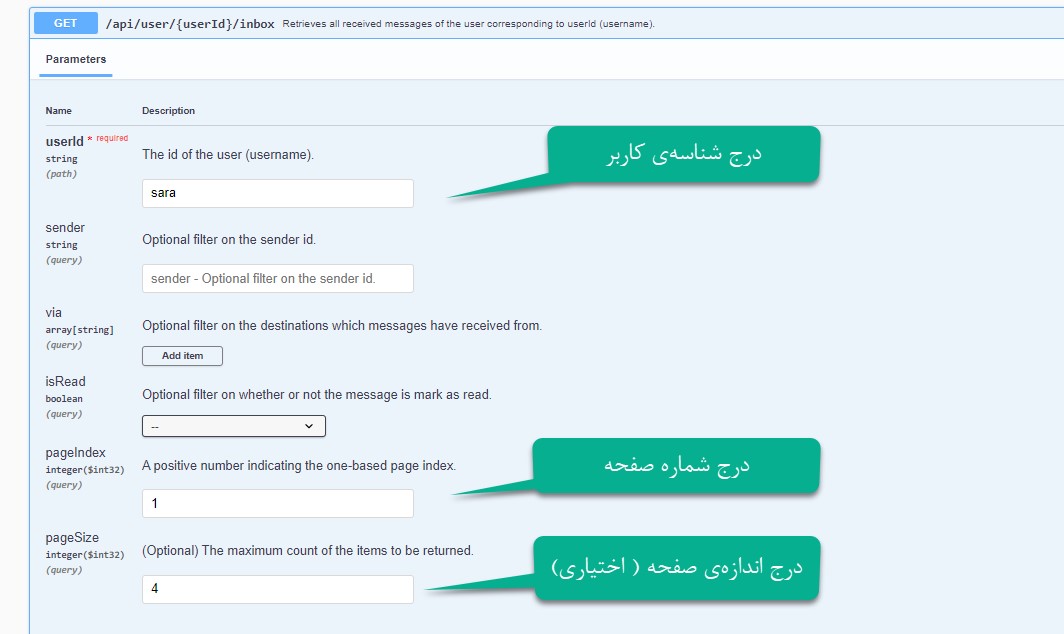 GET /api/user/{userId}/inbox Retrieves all received messages of the user corresponding to userId (username).
Parameters
Name Description
userId * required
string
(path)
The id of the user (username).
sara
درج شناسه‌ی کاربر
sender
string
(query)
Optional filter on the sender id.
sender - Optional filter on the sender id.
via
array[string]
(query)
Optional filter on the destinations which messages have received from.
Add item
isRead
boolean
(query)
Optional filter on whether or not the message is mark as read.
--
pageIndex
integer($int32)
(query)
A positive number indicating the one-based page index.
1
درج شماره صفحه
pageSize
integer($int32)
(query)
(Optional) The maximum count of the items to be returned.
4
درج اندازه‌ی صفحه ( اختیاری)